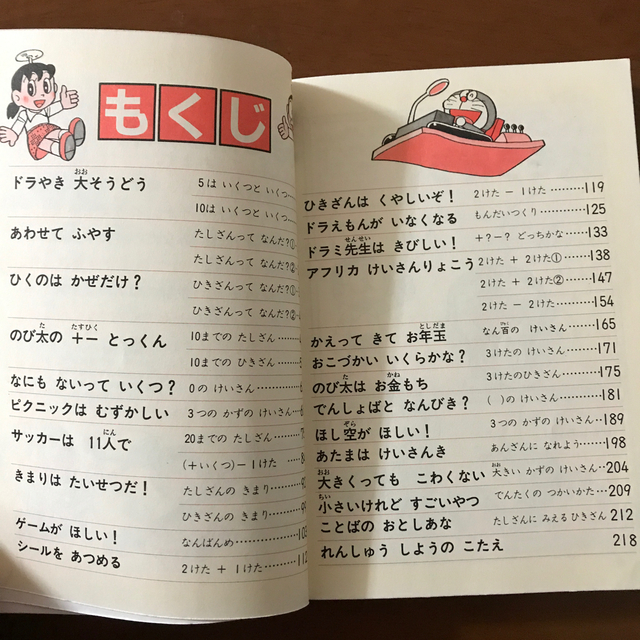 もくじ
ドラやき 大そうどう 5は いくつと いくつ
10は いくつと いくつ
あわせて ふやす たしざんって なんだ?①
たしざんって なんだ?②
ひくのは かぜだけ? ひきざんって なんだ?①
ひきざんって なんだ?②
のび太の +− とっくん 10までの たしざん
10までの ひきざん
なにも ないって いくつ? 0の けいさん
ピクニックは むずかしい 3つの かずの けいさん
サッカーは 11人で 20までの たしざん
(+いくつ)−1けた
きまりは たいせつだ! たしざんの きまり
ひきざんの きまり
ゲームが ほしい! なんばんめ
シールを あつめる 2けた + 1けた
ひきざんは くやしいぞ! 2けた − 1けた 119
ドラえもんが いなくなる もんだいつくり 125
ドラミ先生は きびしい! +?−? どっちかな 133
アフリカ けいさんりょこう 2けた + 2けた① 138
2けた + 2けた② 147
2けた − 2けた 154
かえって きて お年玉 なん百の けいさん 165
おこづかい いくらかな? 3けたの けいさん 171
のび太は お金もち 3けたのひきざん 175
でんしょばと なんびき? ( )の けいさん 181
ほし空が ほしい! 3つの かずの けいさん 189
あたまは けいさんき あんざんに なれよう 198
大きくっても こわくない 大きい かずの けいさん 204
小さいけれど すごいやつ でんたくの つかいかた 209
ことばの おとしあな たしざんに みえる ひきざん 212
れんしゅう しようの こたえ 218